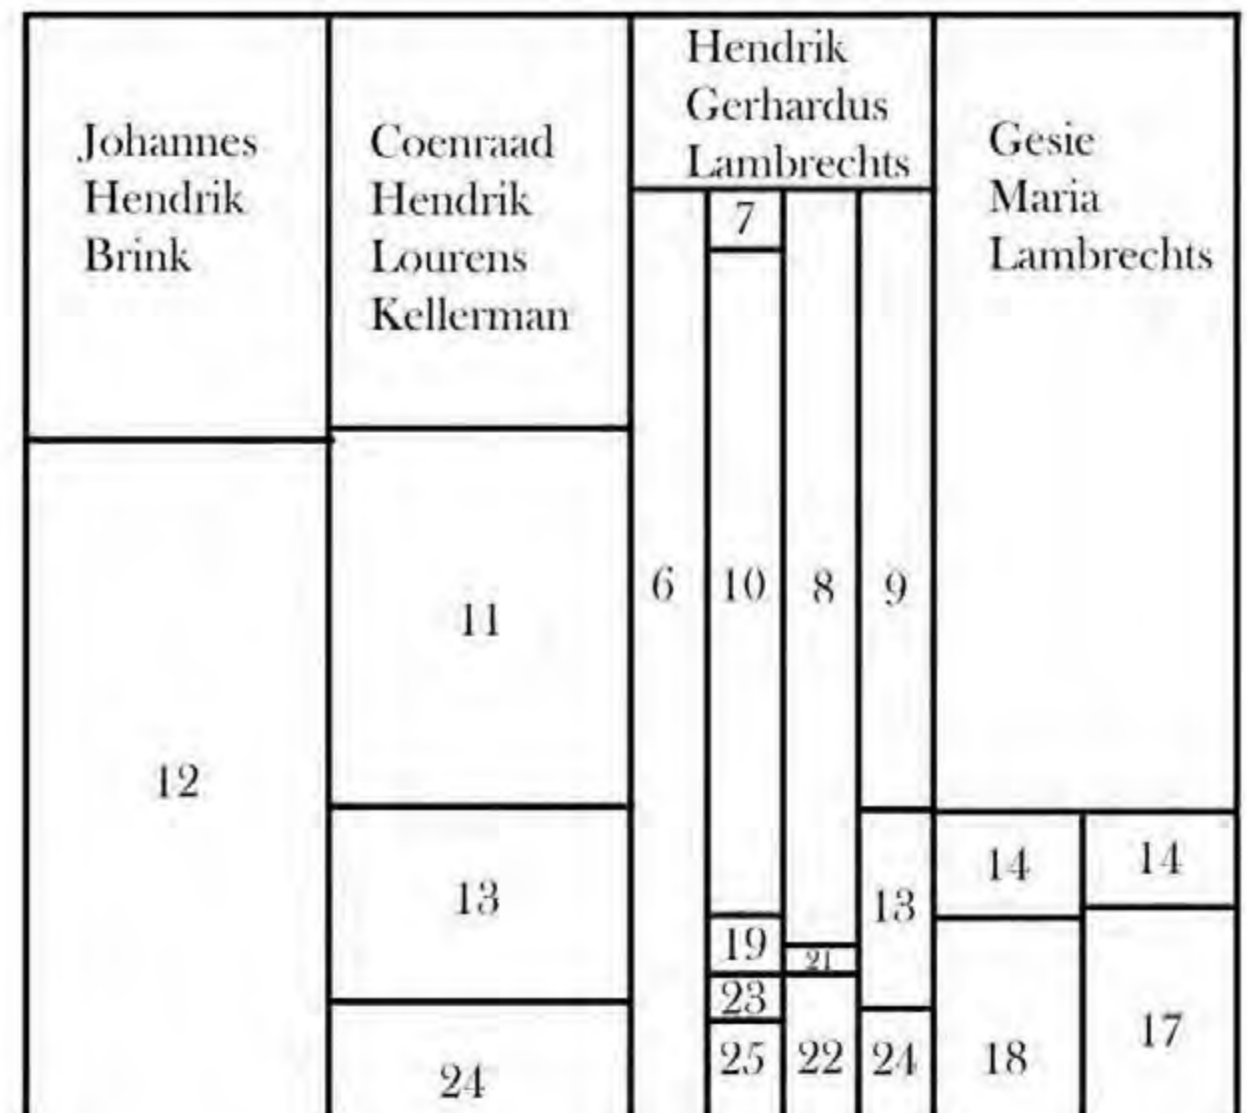 Johannes
Hendrik
Brink
Coenraad
Hendrik
Lourens
Kellerman
Hendrik
Gerhardus
Lambrechts
Gesie
Maria
Lambrechts
7
6
10
8
9
11
12
13
13
14
14
19
21
23
25
22
24
24
18
17